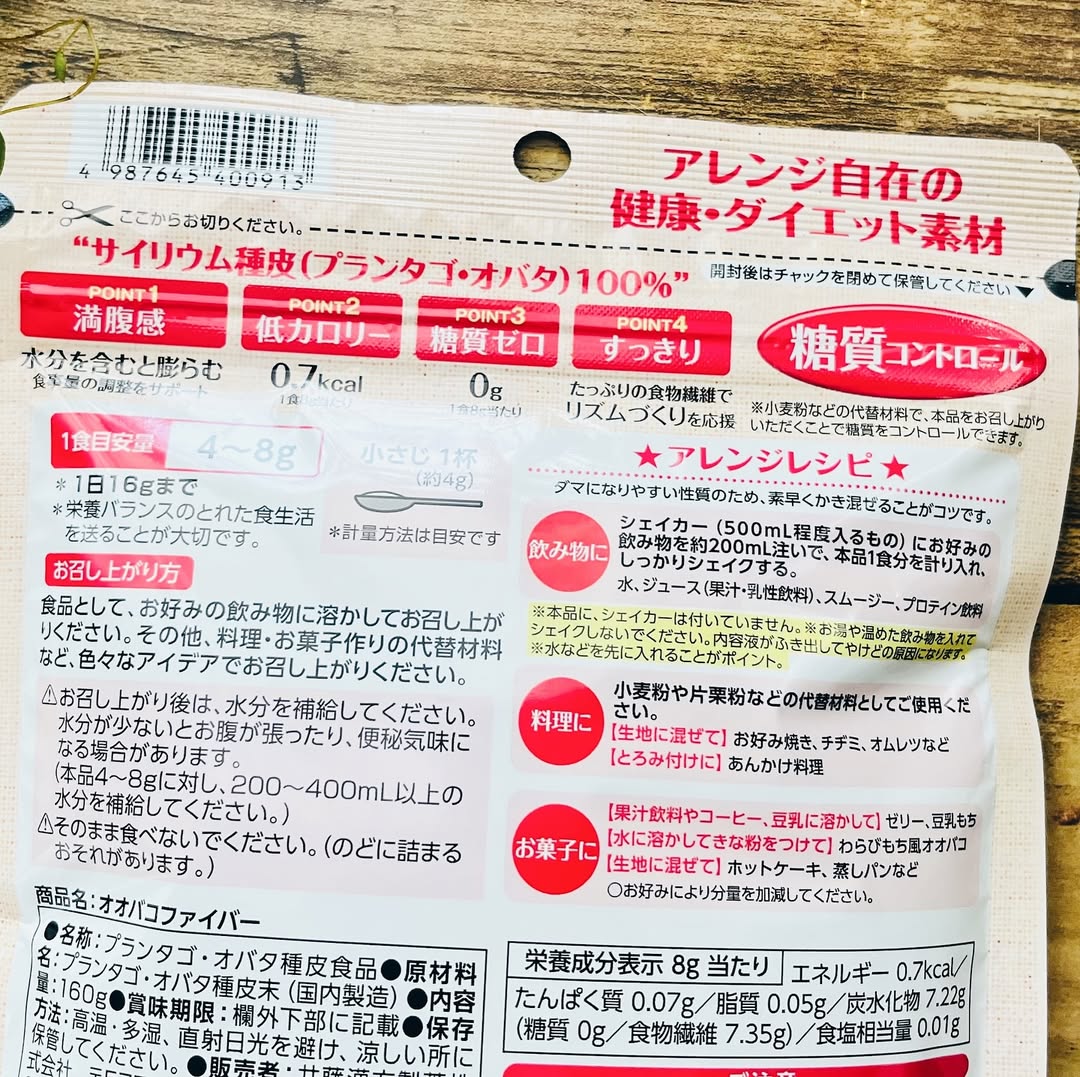 4 987645 400913
アレンジ自在の
健康・ダイエット素材
ここからお切りください。
開封後はチャックを閉めて保管してください▼
“サイリウム種皮(プランタゴ・オバタ)100%”
POINT1
満腹感
水分を含むと膨らむ
食事量の調整をサポート
POINT2
低カロリー
0.7kcal
1食8g当たり
POINT3
糖質ゼロ
0g
1食8g当たり
POINT4
すっきり
たっぷりの食物繊維で
リズムづくりを応援
糖質コントロール
※小麦粉などの代替材料で、本品をお召し上がり
いただくことで糖質をコントロールできます。
1食目安量 4～8g
小さじ1杯
(約4g)
＊1日16gまで
＊栄養バランスのとれた食生活
を送ることが大切です。
＊計量方法は目安です
お召し上がり方
食品として、お好みの飲み物に溶かしてお召し上が
りください。その他、料理・お菓子作りの代替材料
など、色々なアイデアでお召し上がりください。
⚠お召し上がり後は、水分を補給してください。
水分が少ないとお腹が張ったり、便秘気味に
なる場合があります。
(本品4～8gに対し、200～400mL以上の
水分を補給してください。)
⚠そのまま食べないでください。(のどに詰まる
おそれがあります。)
★アレンジレシピ★
ダマになりやすい性質のため、素早くかき混ぜることがコツです。
飲み物に
シェイカー(500mL程度入るもの)にお好みの
飲み物を約200mL注いで、本品1食分を計り入れ、
しっかりシェイクする。
水、ジュース(果汁・乳性飲料)、スムージー、プロテイン飲料
※本品に、シェイカーは付いていません。※お湯や温めた飲み物を入れて
シェイクしないでください。内容液がふき出してやけどの原因になります。
※水などを先に入れることがポイント。
料理に
小麦粉や片栗粉などの代替材料としてご使用くだ
さい。
【生地に混ぜて】お好み焼き、チヂミ、オムレツなど
【とろみ付けに】あんかけ料理
お菓子に
【果汁飲料やコーヒー、豆乳に溶かして】ゼリー、豆乳もち
【水に溶かしてきな粉をつけて】わらびもち風オオバコ
【生地に混ぜて】ホットケーキ、蒸しパンなど
○お好みにより分量を加減してください。
商品名：オオバコファイバー
●名称：プランタゴ・オバタ種皮食品●原材料
名：プランタゴ・オバタ種皮末(国内製造)●内容
量：160g●賞味期限：欄外下部に記載●保存
方法：高温・多湿、直射日光を避け、涼しい所に
保管してください。●販売者：井藤漢方製薬株
式会社
栄養成分表示 8g 当たり エネルギー 0.7kcal／
たんぱく質 0.07g／脂質 0.05g／炭水化物 7.22g
(糖質 0g／食物繊維 7.35g)／食塩相当量 0.01g
ご注意